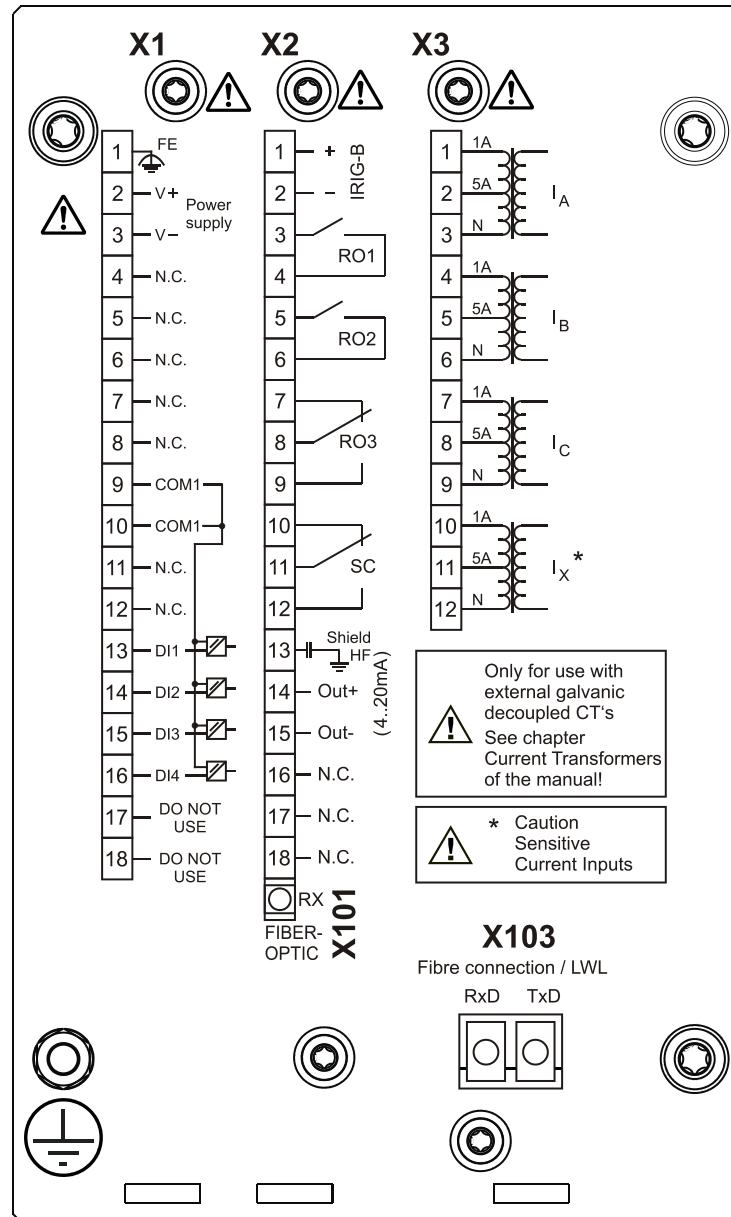 X1
X2
X3
1 FE
2 V+
Power
supply
3 V–
4 N.C.
5 N.C.
6 N.C.
7 N.C.
8 N.C.
9 COM1
10 COM1
11 N.C.
12 N.C.
13 DI1
14 DI2
15 DI3
16 DI4
17 DO NOT
USE
18 DO NOT
USE
1 +
2 –
IRIG-B
3
4
RO1
5
6
RO2
7
8 RO3
9
10
11 SC
12
13 Shield
HF
14 Out+
15 Out-
(4..20mA)
16 N.C.
17 N.C.
18 N.C.
RX
FIBER-
OPTIC
X101
1 1A
2 5A IA
3 N
4 1A
5 5A IB
6 N
7 1A
8 5A IC
9 N
10 1A
11 5A IX *
12 N
Only for use with
external galvanic
decoupled CT‘s
See chapter
Current Transformers
of the manual!
* Caution
Sensitive
Current Inputs
X103
Fibre connection / LWL
RxD TxD